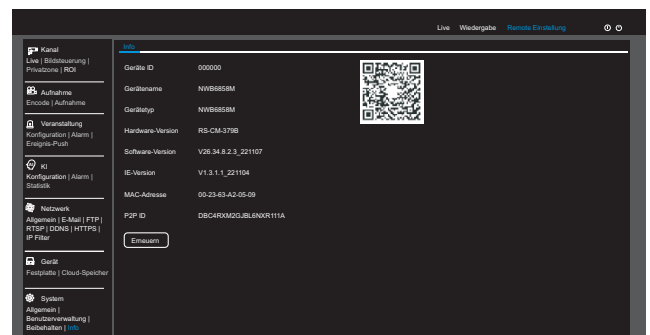 Live Wiedergabe Remote Einstellung
Kanal
Live | Bildsteuerung |
Privatzone | ROI
Aufnahme
Encode | Aufnahme
Veranstaltung
Konfiguration | Alarm |
Ereignis-Push
KI
Konfiguration | Alarm |
Statistik
Netzwerk
Allgemein | E-Mail | FTP |
RTSP | DDNS | HTTPS |
IP Filter
Gerät
Festplatte | Cloud-Speicher
System
Allgemein |
Benutzerverwaltung |
Beibehalten | Info
Info
Geräte ID 000000
Gerätename NWB6858M
Gerätetyp NWB6858M
Hardware-Version RS-CM-379B
Software-Version V26.34.8.2.3_221107
IE-Version V1.3.1.1_221104
MAC-Adresse 00-23-63-A2-05-09
P2P ID DBC4RXM2GJBL6NXR111A
Erneuern